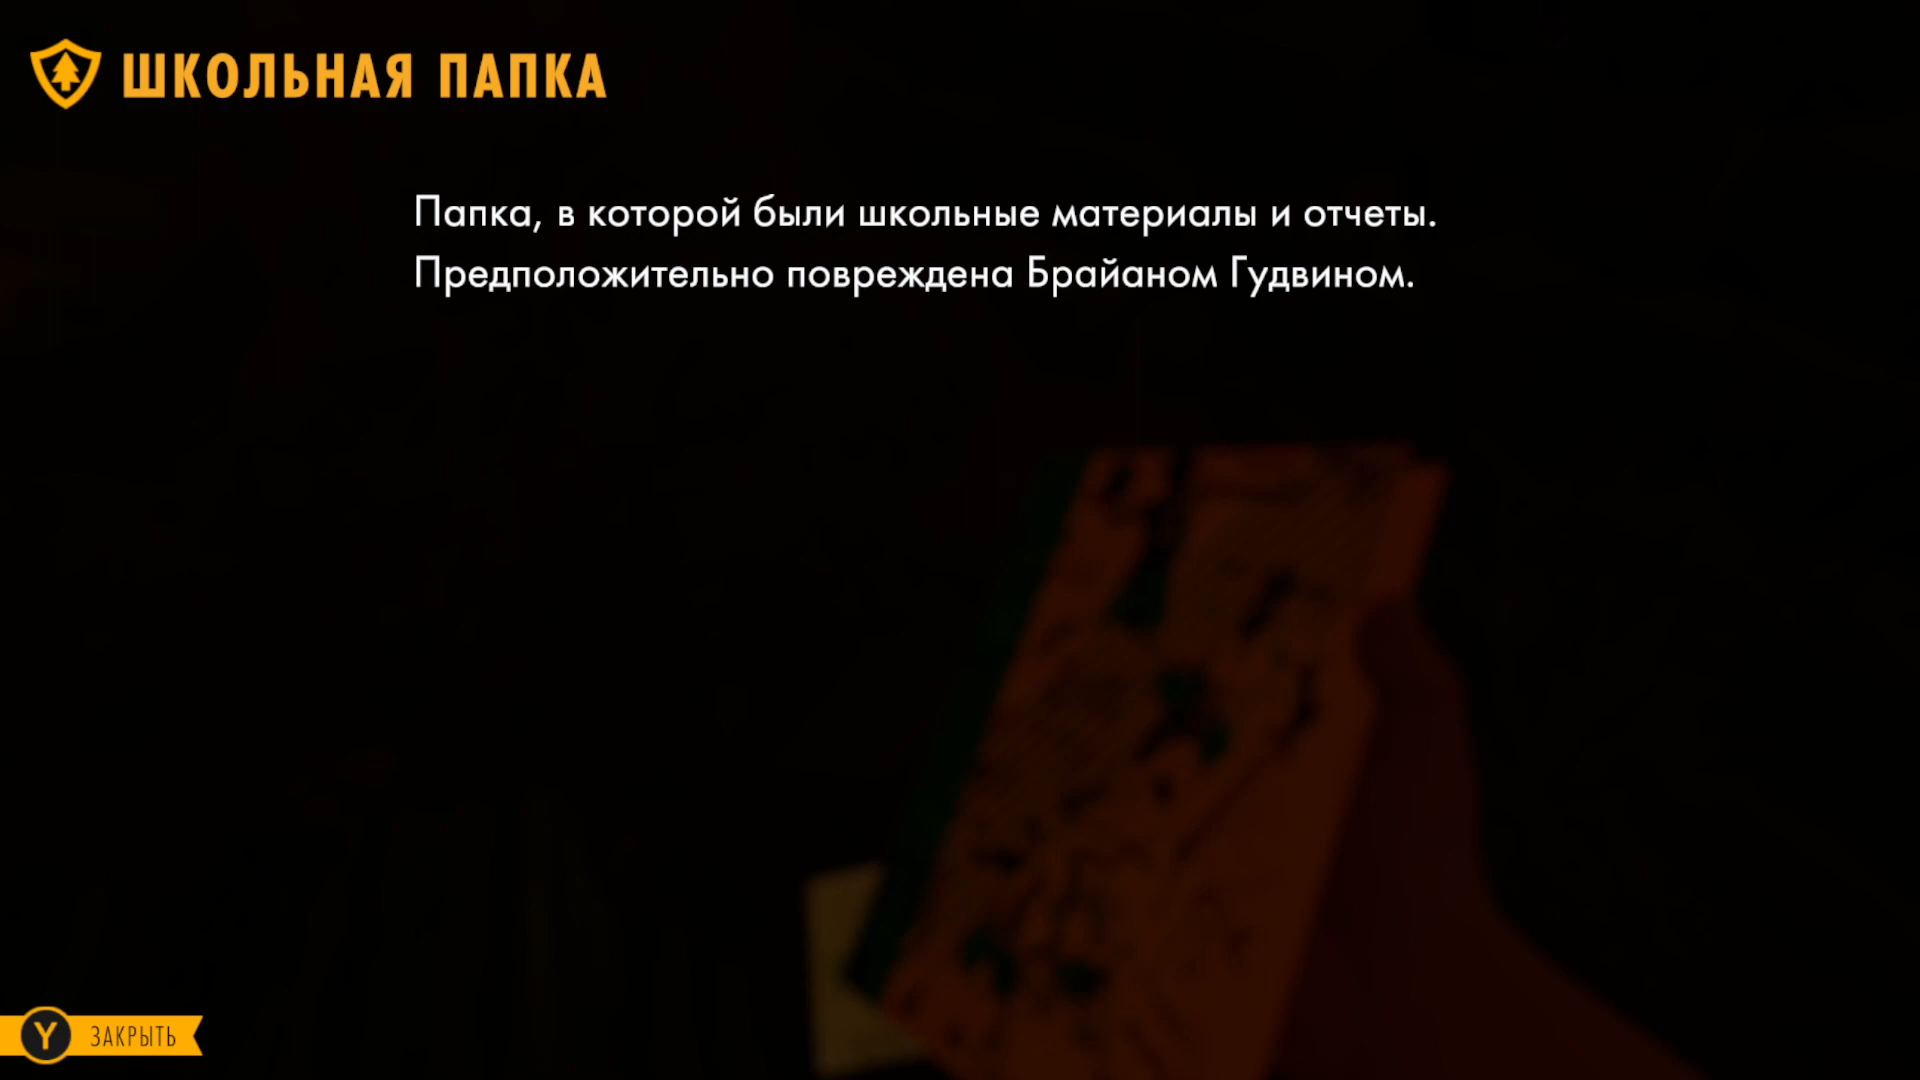 ШКОЛЬНАЯ ПАПКА
Папка, в которой были школьные материалы и отчеты.
Предположительно повреждена Брайаном Гудвином.
Y ЗАКРЫТЬ